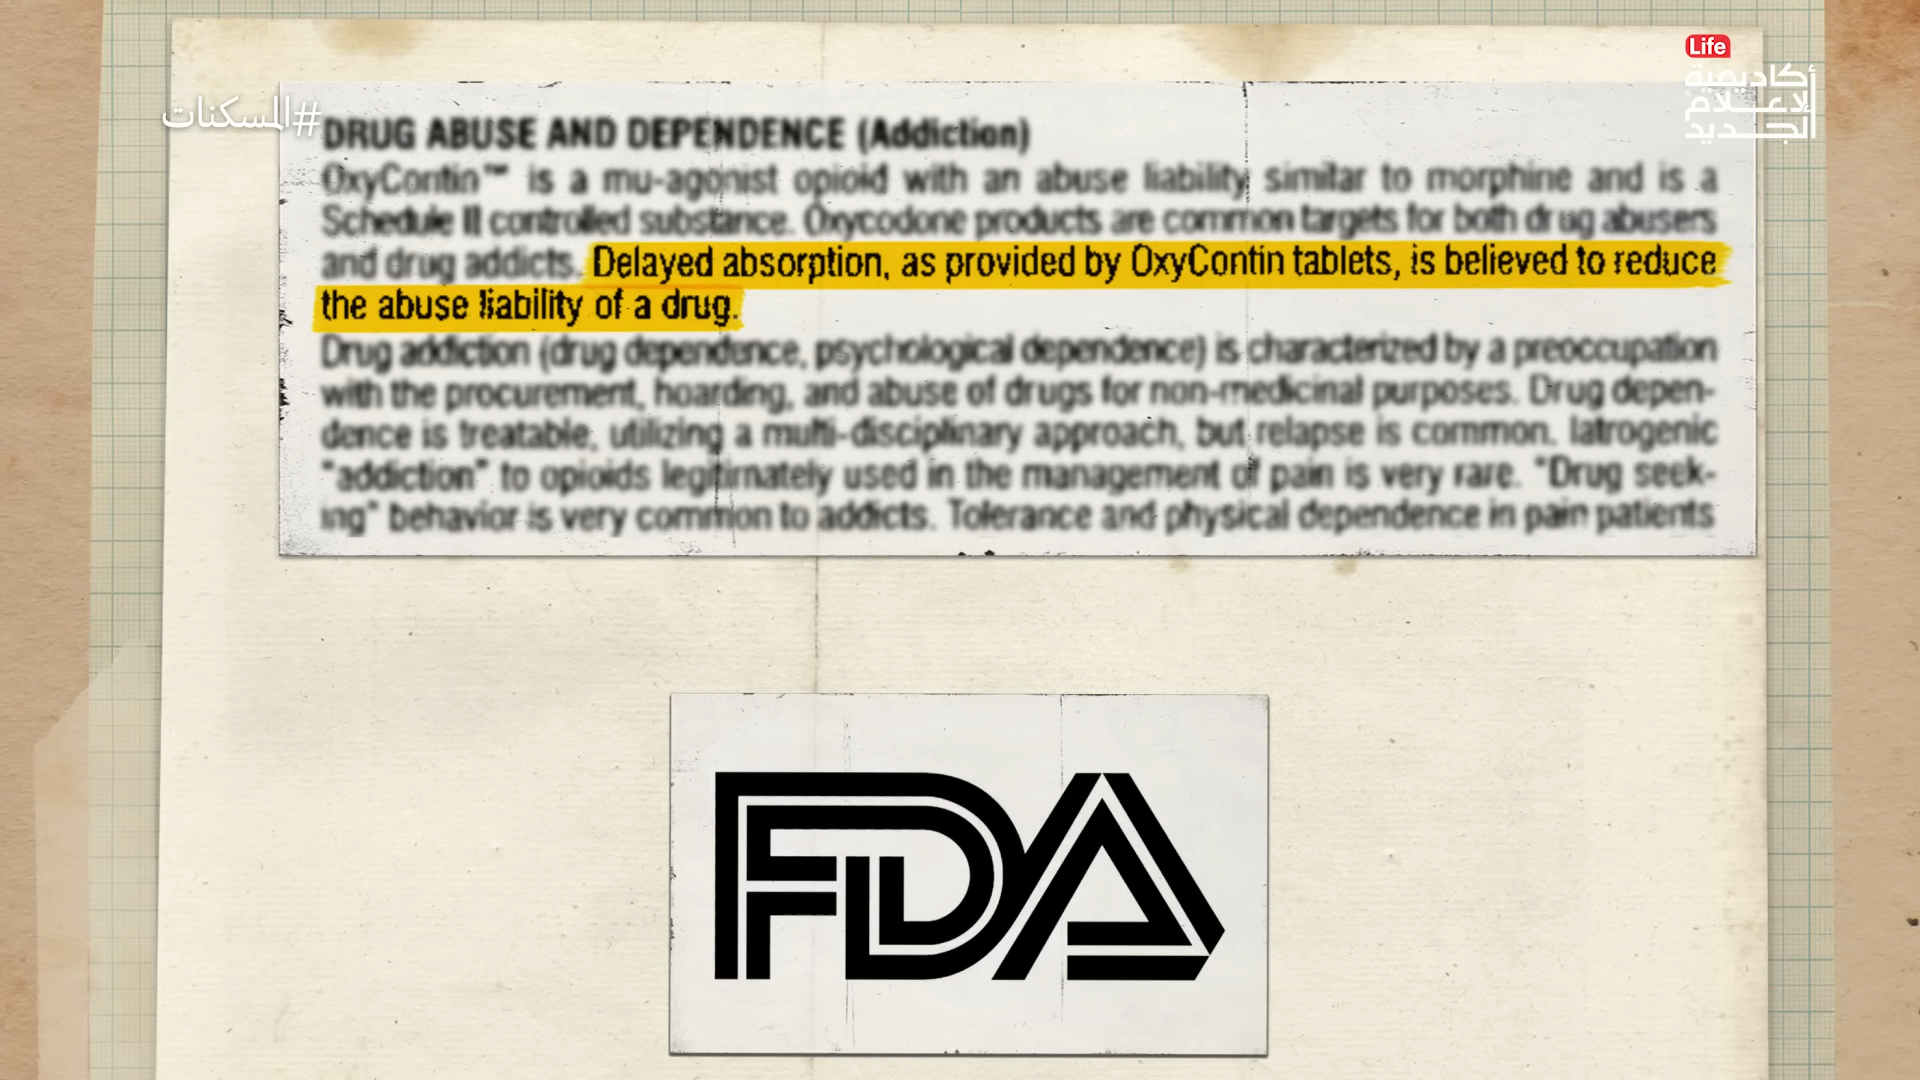 Life
أكاديمية
الإعلام
الجديد
#المسكنات
DRUG ABUSE AND DEPENDENCE (Addiction)
OxyContin™ is a mu-agonist opioid with an abuse liability similar to morphine and is a
Schedule II controlled substance. Oxycodone products are common targets for both drug abusers
and drug addicts. Delayed absorption, as provided by OxyContin tablets, is believed to reduce
the abuse liability of a drug.
Drug addiction (drug dependence, psychological dependence) is characterized by a preoccupation
with the procurement, hoarding, and abuse of drugs for non-medicinal purposes. Drug depen-
dence is treatable, utilizing a multi-disciplinary approach, but relapse is common. Iatrogenic
"addiction" to opioids legitimately used in the management of pain is very rare. "Drug seek-
ing" behavior is very common to addicts. Tolerance and physical dependence in pain patients
FDA